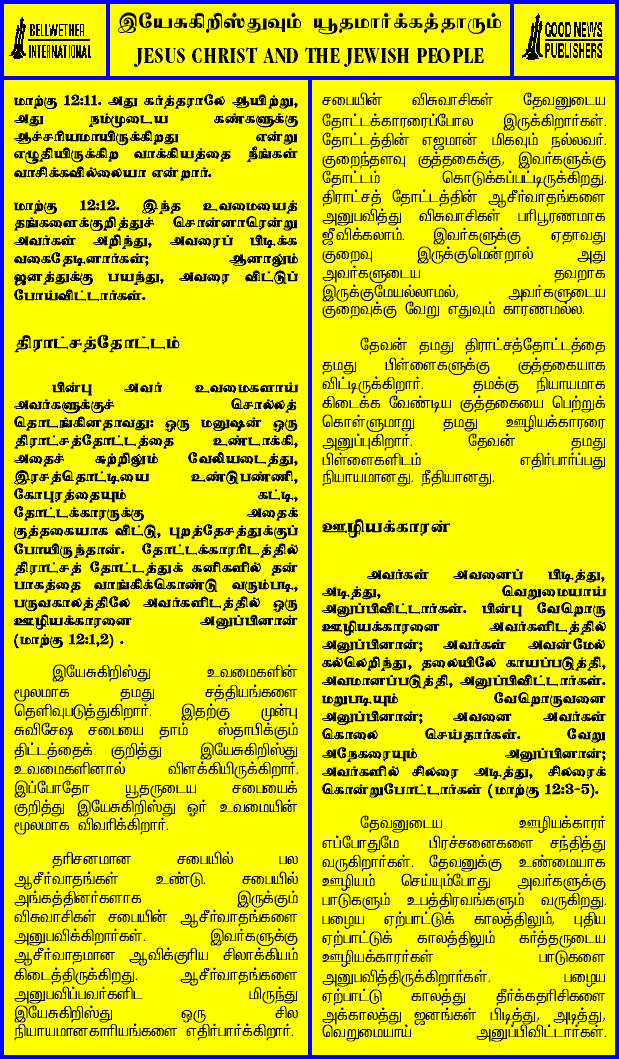 BELLWETHER
INTERNATIONAL
இயேசுகிறிஸ்துவும் யூதமார்க்கத்தாரும்
JESUS CHRIST AND THE JEWISH PEOPLE
GOOD NEWS
PUBLISHERS
மாற்கு 12:11. அது கர்த்தராலே ஆயிற்று,
அது நம்முடைய கண்களுக்கு
ஆச்சரியமாயிருக்கிறது என்று
எழுதியிருக்கிற வாக்கியத்தை நீங்கள்
வாசிக்கவில்லையா என்றார்.
மாற்கு 12:12. இந்த உவமையைத்
தங்களைக்குறித்துச் சொன்னாரென்று
அவர்கள் அறிந்து, அவரைப் பிடிக்க
வகைதேடினார்கள்; ஆனாலும்
ஜனத்துக்கு பயந்து, அவரை விட்டுப்
போய்விட்டார்கள்.
திராட்சத்தோட்டம்
பின்பு அவர் உவமைகளாய்
அவர்களுக்குச் சொல்லத்
தொடங்கினதாவது: ஒரு மனுஷன் ஒரு
திராட்சத்தோட்டத்தை உண்டாக்கி,
அதைச் சுற்றிலும் வேலியடைத்து,
இரசத்தொட்டியை உண்டுபண்ணி,
கோபுரத்தையும் கட்டி,
தோட்டக்காரருக்கு அதைக்
குத்தகையாக விட்டு, புறத்தேசத்துக்குப்
போயிருந்தான். தோட்டக்காரரிடத்தில்
திராட்சத் தோட்டத்துக் கனிகளில் தன்
பாகத்தை வாங்கிக்கொண்டு வரும்படி,
பருவகாலத்திலே அவர்களிடத்தில் ஒரு
ஊழியக்காரனை அனுப்பினான்
(மாற்கு 12:1,2) .
இயேசுகிறிஸ்து உவமைகளின்
மூலமாக தமது சத்தியங்களை
தெளிவுபடுத்துகிறார். இதற்கு முன்பு
சுவிசேஷ சபையை தாம் ஸ்தாபிக்கும்
திட்டத்தைக் குறித்து இயேசுகிறிஸ்து
உவமைகளினால் விளக்கியிருக்கிறார்.
இப்போதோ யூதருடைய சபையைக்
குறித்து இயேசுகிறிஸ்து ஓர் உவமையின்
மூலமாக விவரிக்கிறார்.
தரிசனமான சபையில் பல
ஆசீர்வாதங்கள் உண்டு. சபையில்
அங்கத்தினர்களாக இருக்கும்
விசுவாசிகள் சபையின் ஆசீர்வாதங்களை
அனுபவிக்கிறார்கள். இவர்களுக்கு
ஆசீர்வாதமான ஆவிக்குரிய சிலாக்கியம்
கிடைத்திருக்கிறது. ஆசீர்வாதங்களை
அனுபவிப்பவர்களிட மிருந்து
இயேசுகிறிஸ்து ஒரு சில
நியாயமானகாரியங்களை எதிர்பார்க்கிறார்.
சபையின் விசுவாசிகள் தேவனுடைய
தோட்டக்காரரைப்போல இருக்கிறார்கள்.
தோட்டத்தின் எஜமான் மிகவும் நல்லவர்.
குறைந்தளவு குத்தகைக்கு, இவர்களுக்கு
தோட்டம் கொடுக்கப்பட்டிருக்கிறது.
திராட்சத் தோட்டத்தின் ஆசீர்வாதங்களை
அனுபவித்து விசுவாசிகள் பரிபூரணமாக
ஜீவிக்கலாம். இவர்களுக்கு ஏதாவது
குறைவு இருக்குமென்றால் அது
அவர்களுடைய தவறாக
இருக்குமேயல்லாமல், அவர்களுடைய
குறைவுக்கு வேறு எதுவும் காரணமல்ல.
தேவன் தமது திராட்சத்தோட்டத்தை
தமது பிள்ளைகளுக்கு குத்தகையாக
விட்டிருக்கிறார். தமக்கு நியாயமாக
கிடைக்க வேண்டிய குத்தகையை பெற்றுக்
கொள்ளுமாறு தமது ஊழியக்காரரை
அனுப்புகிறார். தேவன் தமது
பிள்ளைகளிடம் எதிர்பார்ப்பது
நியாயமானது. நீதியானது.
ஊழியக்காரன்
அவர்கள் அவனைப் பிடித்து,
அடித்து, வெறுமையாய்
அனுப்பிவிட்டார்கள். பின்பு வேறொரு
ஊழியக்காரனை அவர்களிடத்தில்
அனுப்பினான்; அவர்கள் அவன்மேல்
கல்லெறிந்து, தலையிலே காயப்படுத்தி,
அவமானப்படுத்தி, அனுப்பிவிட்டார்கள்.
மறுபடியும் வேறொருவனை
அனுப்பினான்; அவனை அவர்கள்
கொலை செய்தார்கள். வேறு
அநேகரையும் அனுப்பினான்;
அவர்களில் சிலரை அடித்து, சிலரைக்
கொன்றுபோட்டார்கள் (மாற்கு 12:3-5).
தேவனுடைய ஊழியக்காரர்
எப்போதுமே பிரச்சனைகளை சந்தித்து
வருகிறார்கள். தேவனுக்கு உண்மையாக
ஊழியம் செய்யும்போது அவர்களுக்கு
பாடுகளும் உபத்திரவங்களும் வருகிறது.
பழைய ஏற்பாட்டுக் காலத்திலும், புதிய
ஏற்பாட்டுக் காலத்திலும் கர்த்தருடைய
ஊழியக்காரர்கள் பாடுகளை
அனுபவித்திருக்கிறார்கள். பழைய
ஏற்பாட்டு காலத்து தீர்க்கதரிசிகளை
அக்காலத்து ஜனங்கள் பிடித்து, அடித்து,
வெறுமையாய் அனுப்பிவிட்டார்கள்.